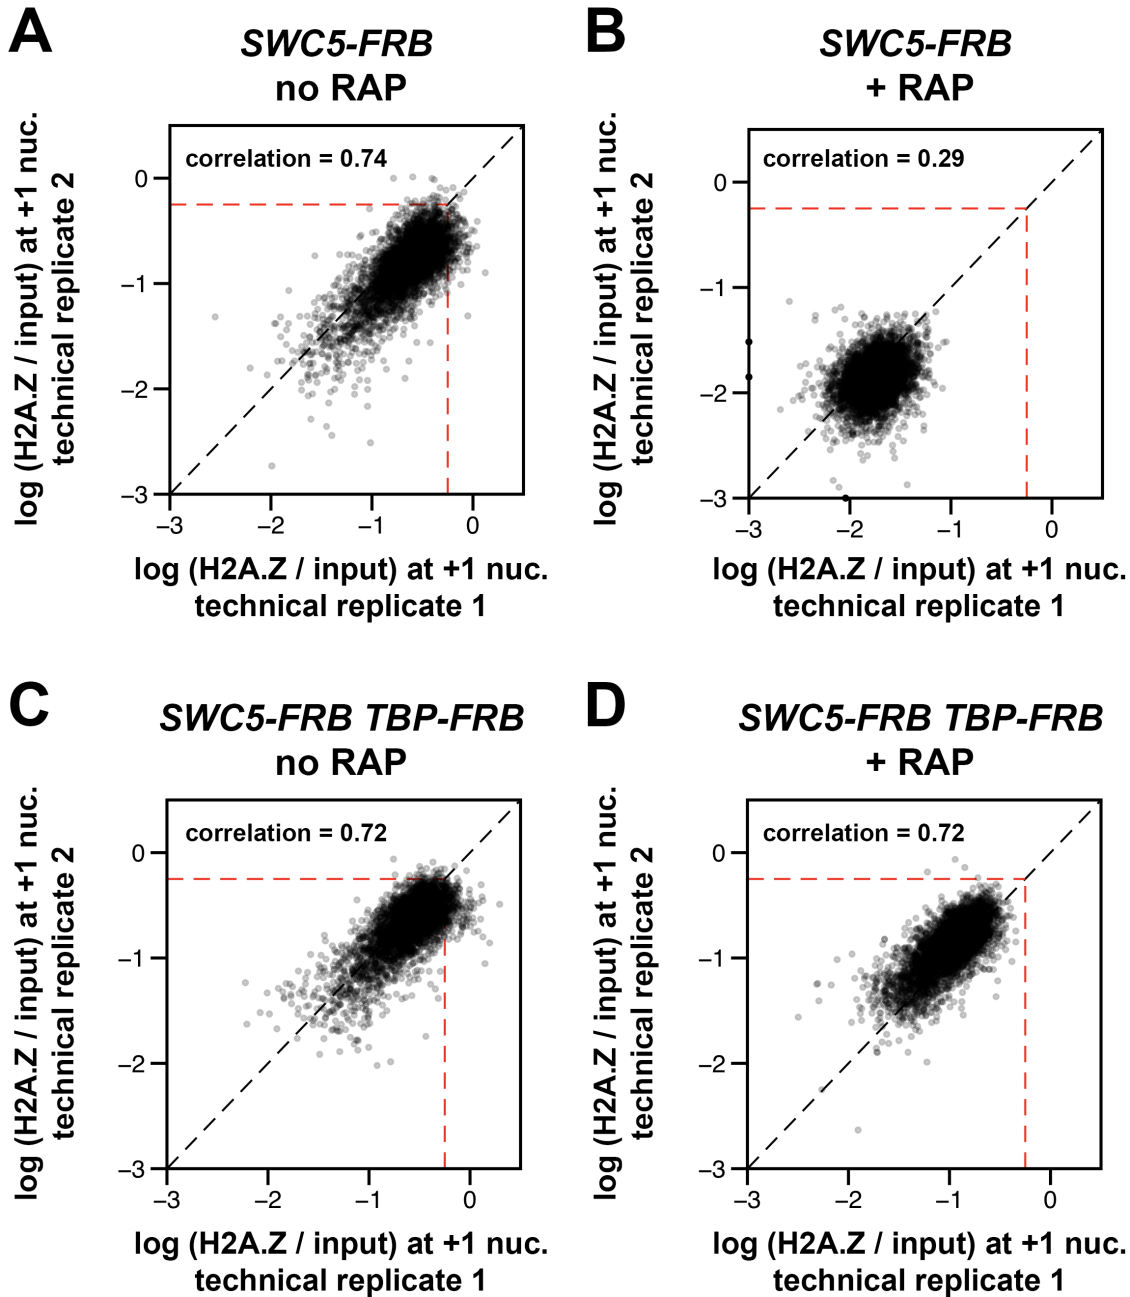 A
SWC5-FRB
no RAP
log (H2A.Z / input) at +1 nuc.
technical replicate 2
correlation = 0.74
0
−1
−2
−3
−3
−2
−1
0
log (H2A.Z / input) at +1 nuc.
technical replicate 1
B
SWC5-FRB
+ RAP
log (H2A.Z / input) at +1 nuc.
technical replicate 2
correlation = 0.29
0
−1
−2
−3
−3
−2
−1
0
log (H2A.Z / input) at +1 nuc.
technical replicate 1
C
SWC5-FRB TBP-FRB
no RAP
log (H2A.Z / input) at +1 nuc.
technical replicate 2
correlation = 0.72
0
−1
−2
−3
−3
−2
−1
0
log (H2A.Z / input) at +1 nuc.
technical replicate 1
D
SWC5-FRB TBP-FRB
+ RAP
log (H2A.Z / input) at +1 nuc.
technical replicate 2
correlation = 0.72
0
−1
−2
−3
−3
−2
−1
0
log (H2A.Z / input) at +1 nuc.
technical replicate 1